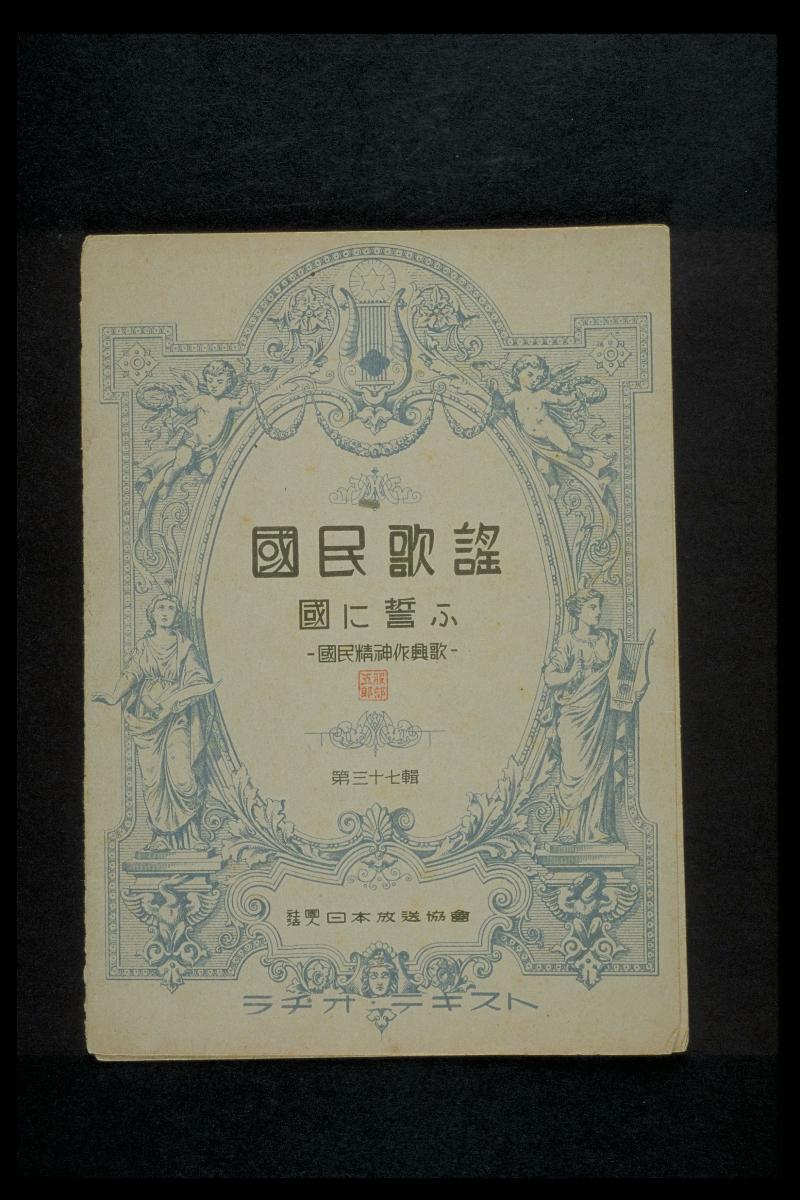 國民歌謠
國に誓ふ
-國民精神作興歌-
服部
五郎
第三十七輯
社團
法人
日本放送協會
ラヂオ・テキスト